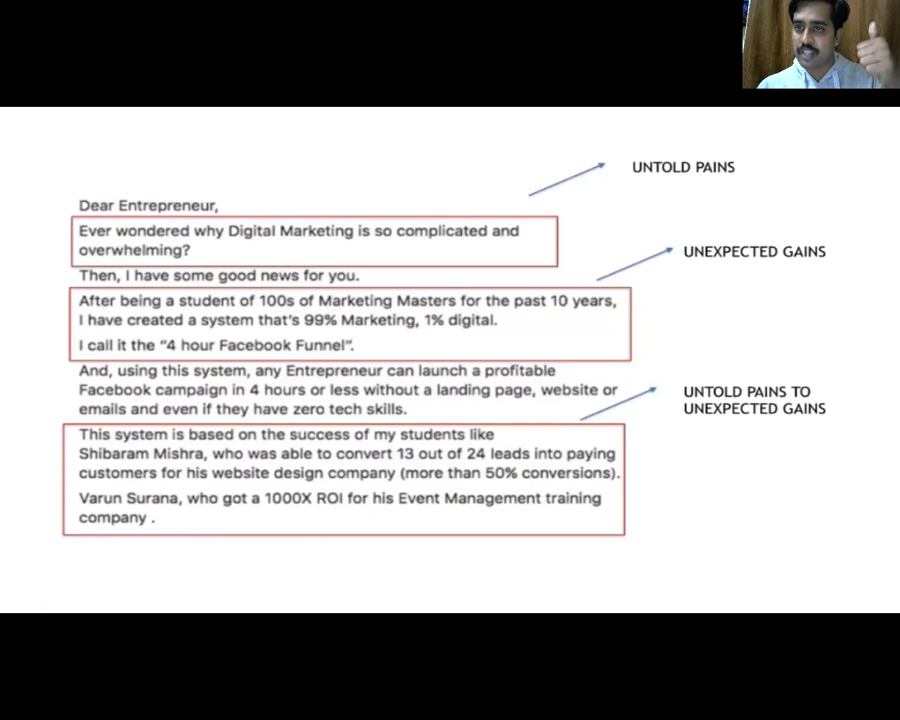 UNTOLD PAINS
Dear Entrepreneur,
Ever wondered why Digital Marketing is so complicated and
overwhelming?
UNEXPECTED GAINS
Then, I have some good news for you.
After being a student of 100s of Marketing Masters for the past 10 years,
I have created a system that's 99% Marketing, 1% digital.
I call it the "4 hour Facebook Funnel".
And, using this system, any Entrepreneur can launch a profitable
Facebook campaign in 4 hours or less without a landing page, website or
emails and even if they have zero tech skills.
UNTOLD PAINS TO
UNEXPECTED GAINS
This system is based on the success of my students like
Shibaram Mishra, who was able to convert 13 out of 24 leads into paying
customers for his website design company (more than 50% conversions).
Varun Surana, who got a 1000X ROI for his Event Management training
company .